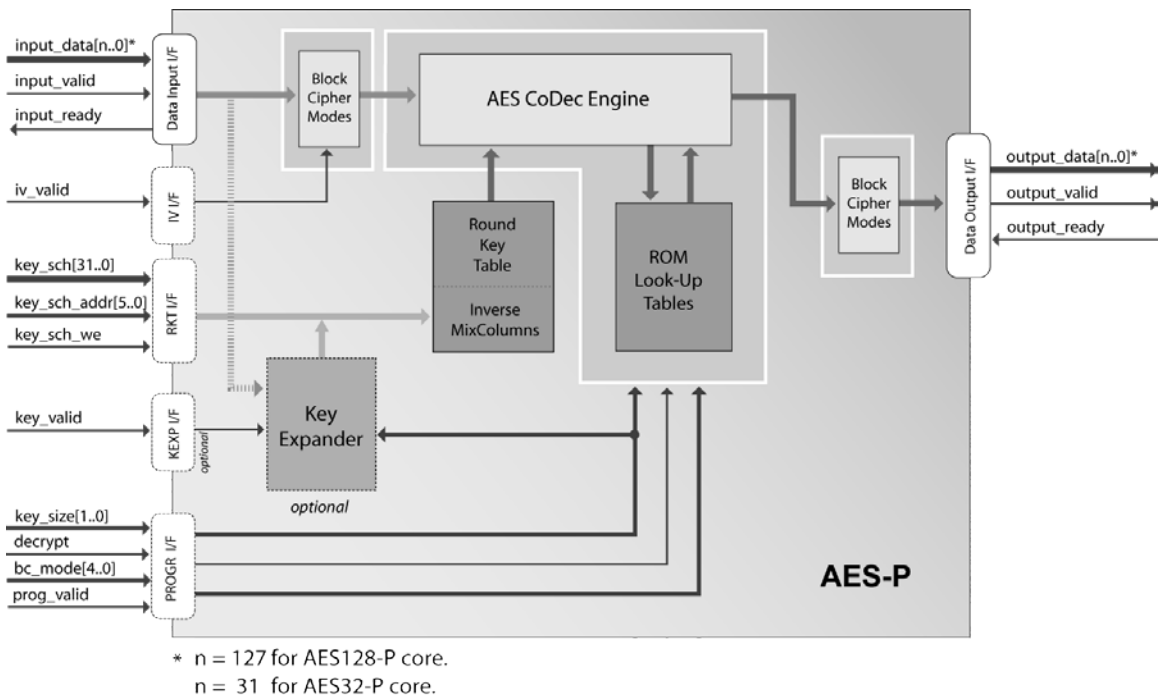 input_data[n..0]*
input_valid
input_ready
Data Input I/F
iv_valid
IV I/F
key_sch[31..0]
key_sch_addr[5..0]
key_sch_we
RKT I/F
key_valid
KEXP I/F
optional
key_size[1..0]
decrypt
bc_mode[4..0]
prog_valid
PROGR I/F
Block
Cipher
Modes
AES CoDec Engine
Round
Key
Table
Inverse
MixColumns
ROM
Look-Up
Tables
Key
Expander
optional
Block
Cipher
Modes
Data Output I/F
output_data[n..0]*
output_valid
output_ready
AES-P
* n = 127 for AES128-P core.
n = 31 for AES32-P core.